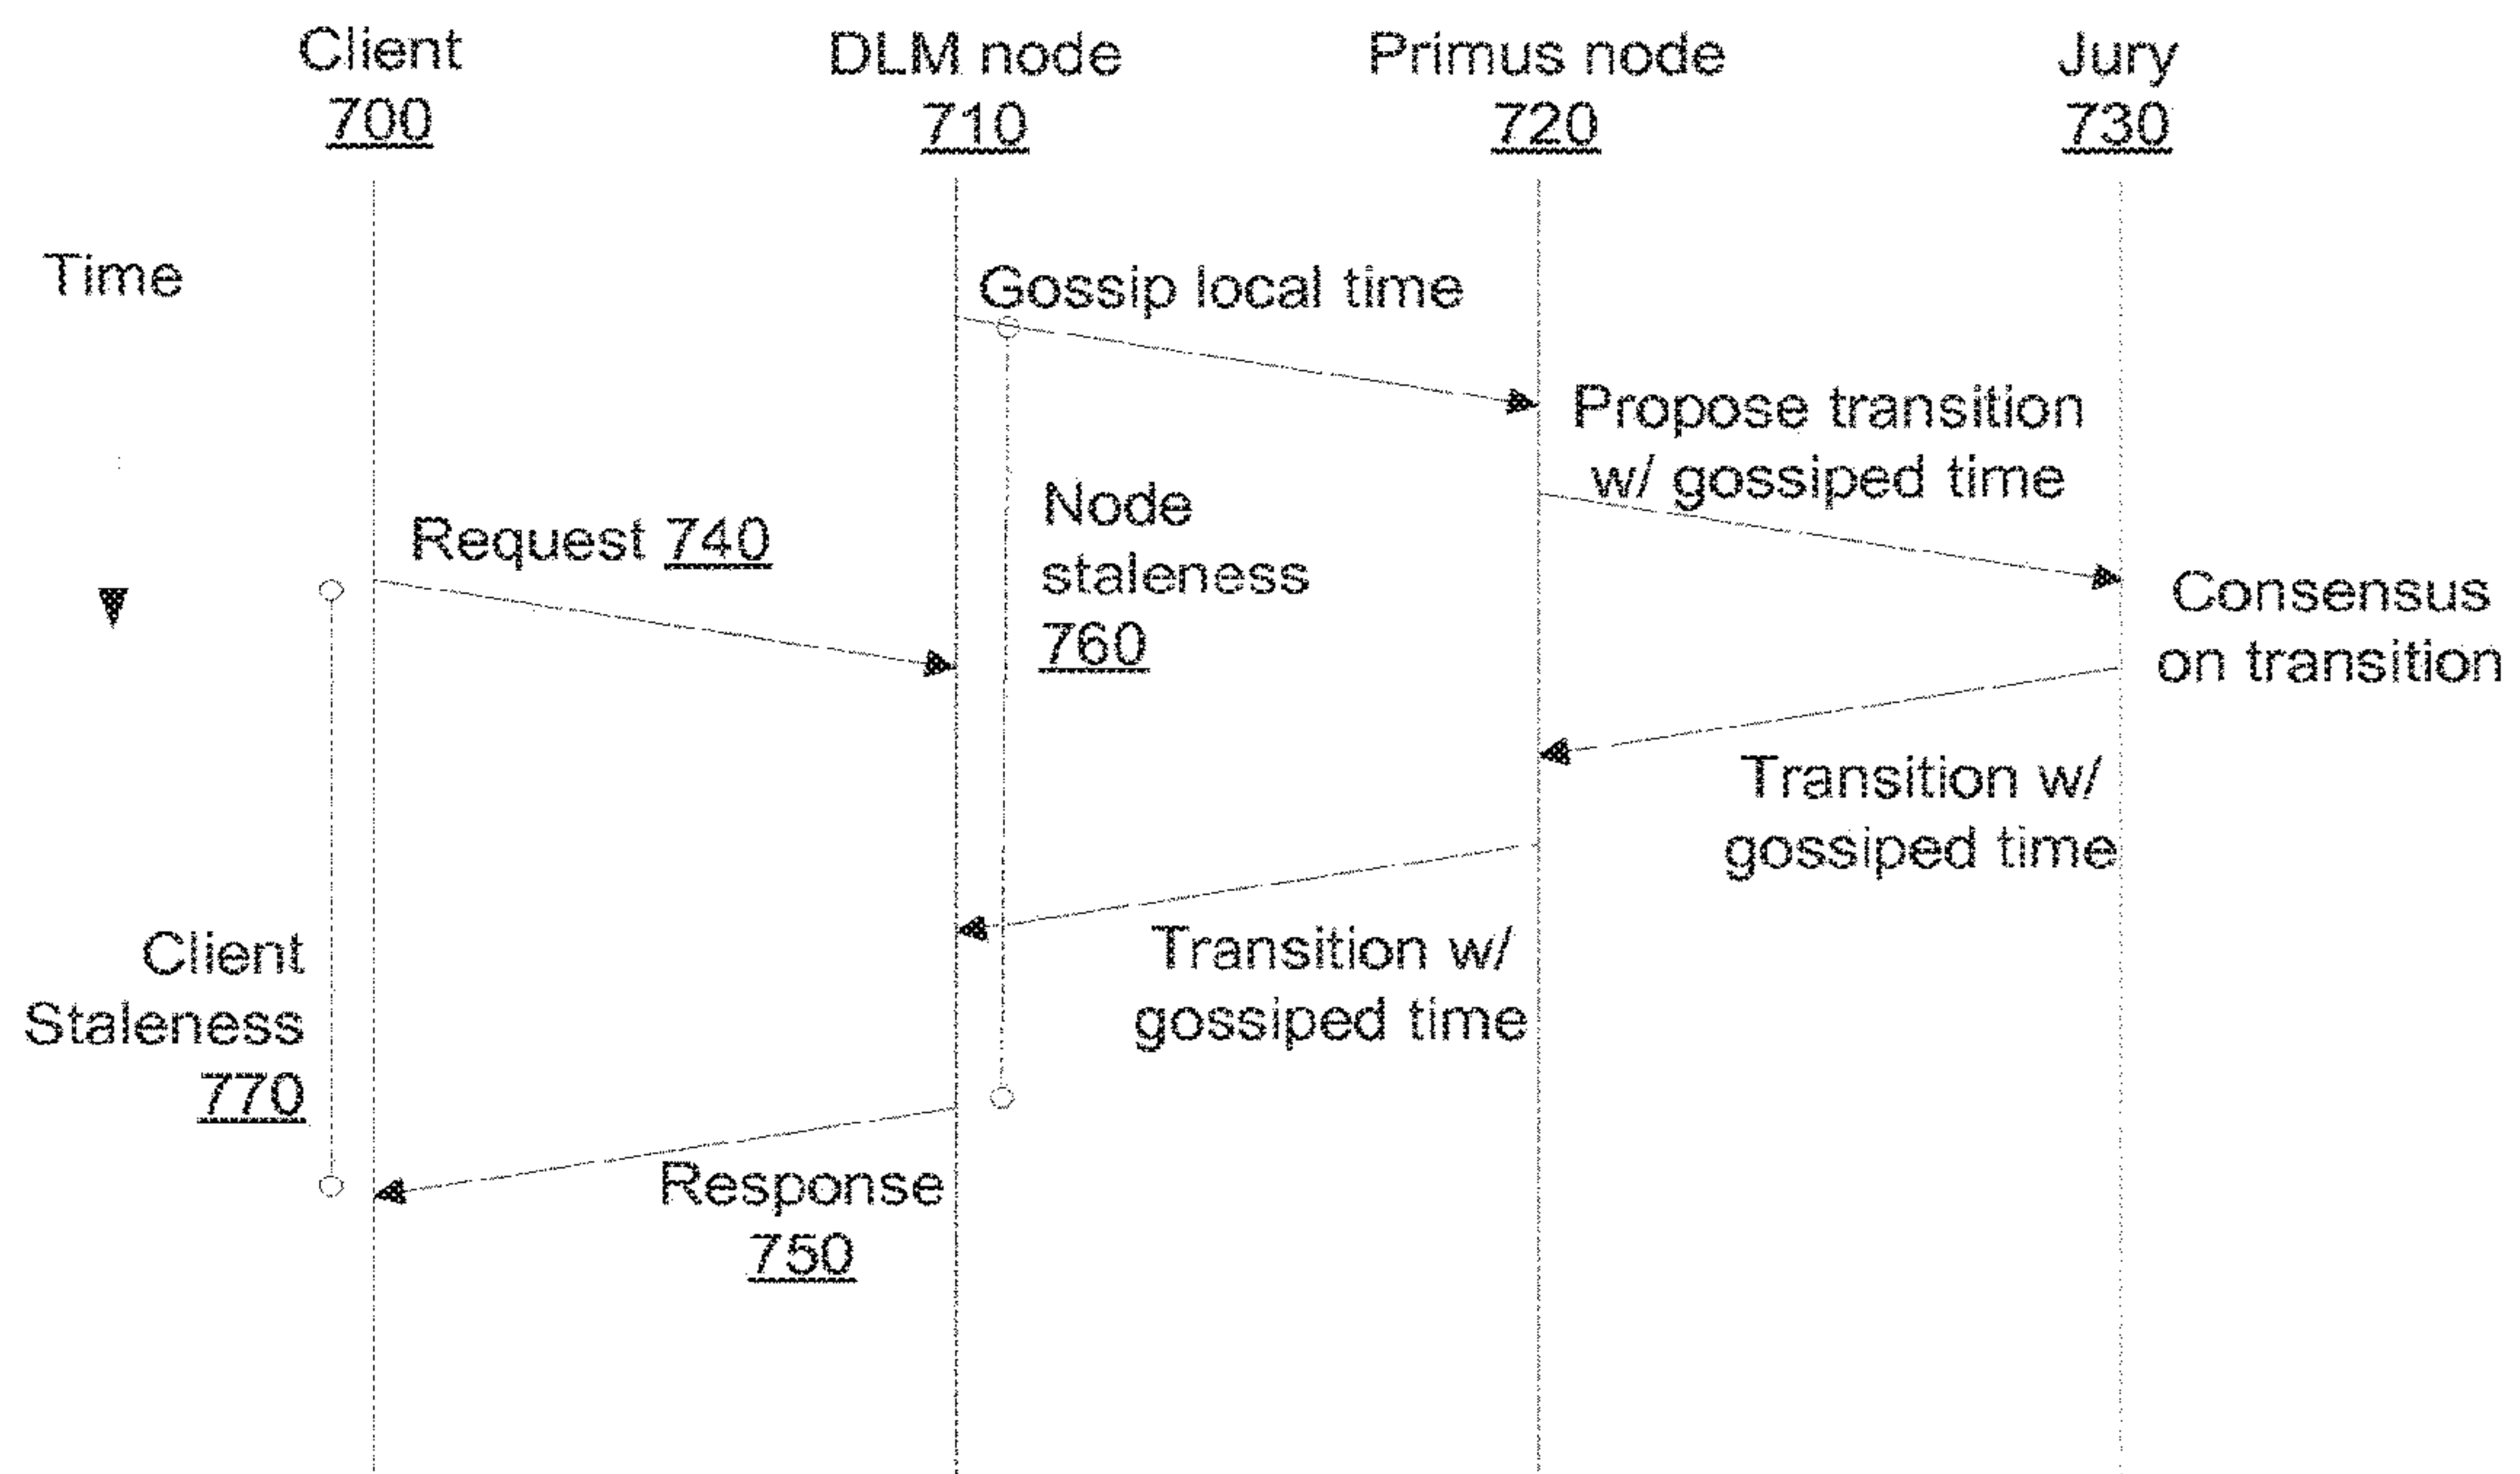 Client
700
DLM node
710
Primus node
720
Jury
730
Time
Gossip local time
Propose transition
w/ gossiped time
Request 740
Node
staleness
760
Consensus
on transition
Transition w/
gossiped time
Transition w/
gossiped time
Client
Staleness
770
Response
750